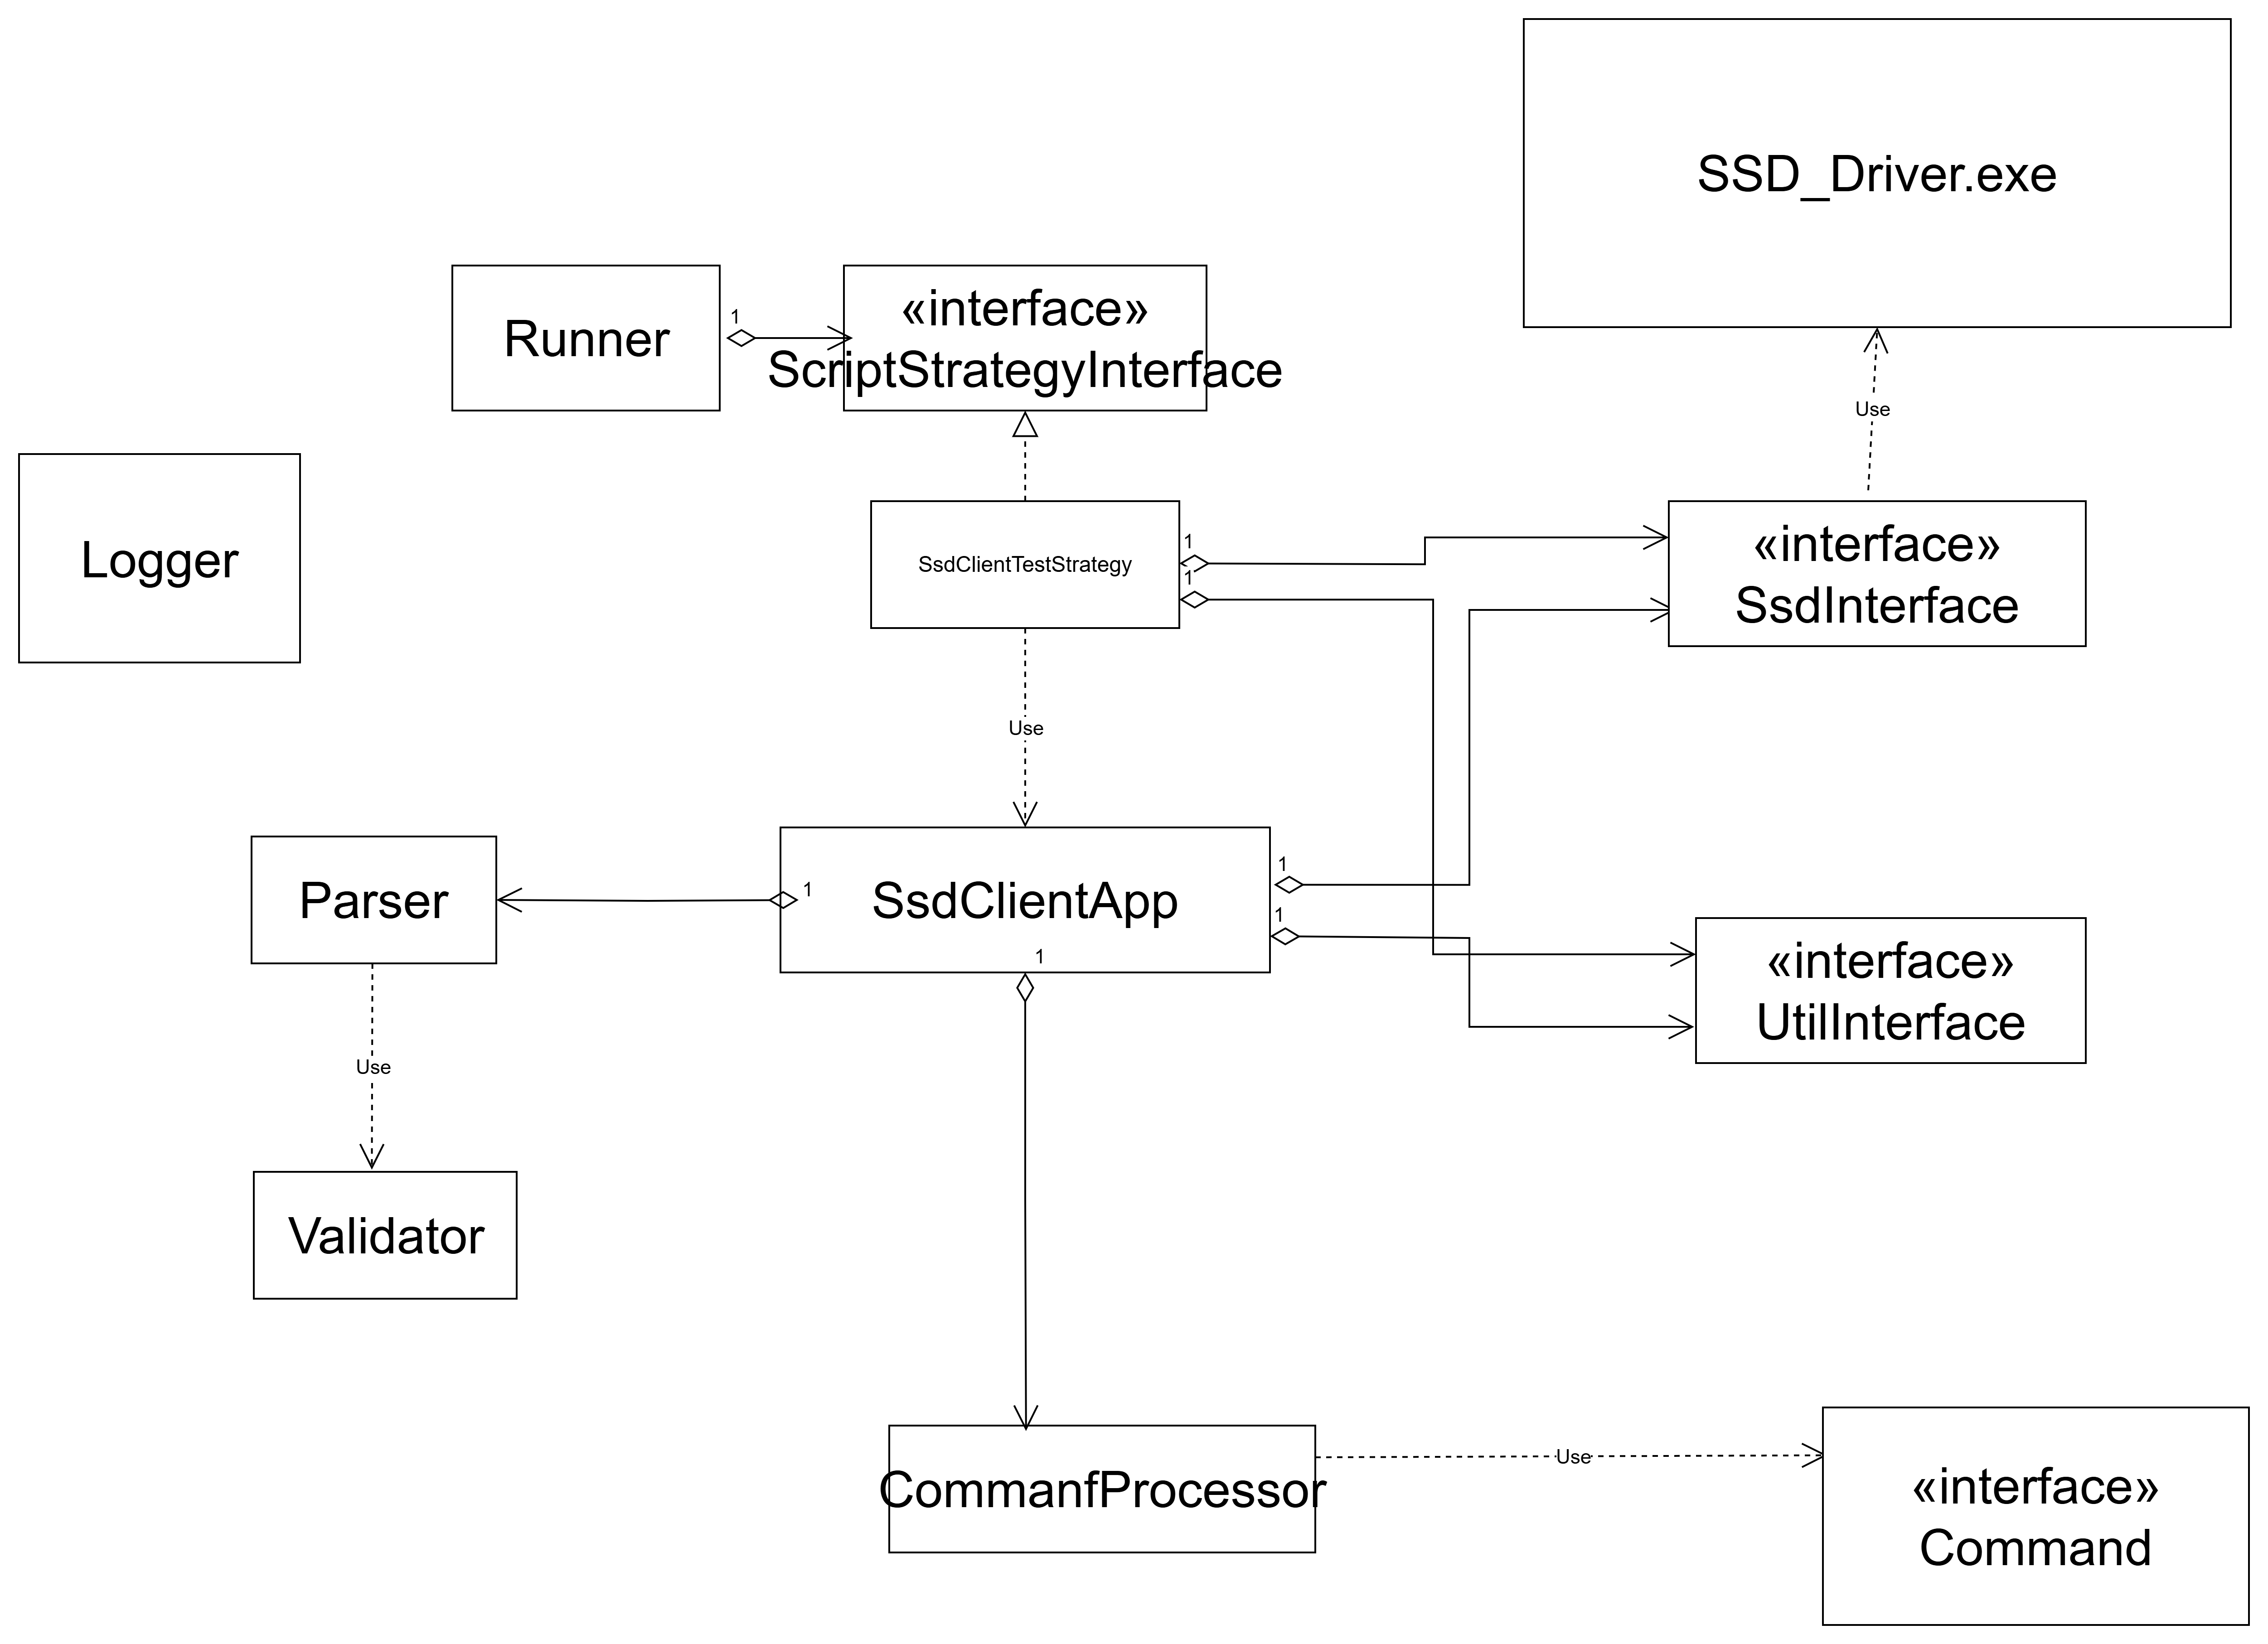 SSD_Driver.exe
Runner
1
«interface»
ScriptStrategyInterface
Use
Logger
SsdClientTestStrategy
1
1
«interface»
SsdInterface
Use
Parser
1
SsdClientApp
1
1
1
«interface»
UtilInterface
Use
Validator
CommanfProcessor
Use
«interface»
Command